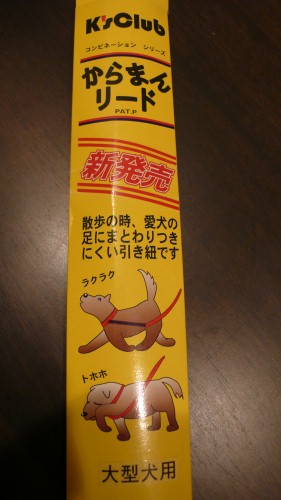 K'sClub
コンビネーション シリーズ
からまん
リード
PAT.P
新発売
散歩の時、愛犬の
足にまとわりつき
にくい引き紐です
ラクラク
トホホ
大型犬用